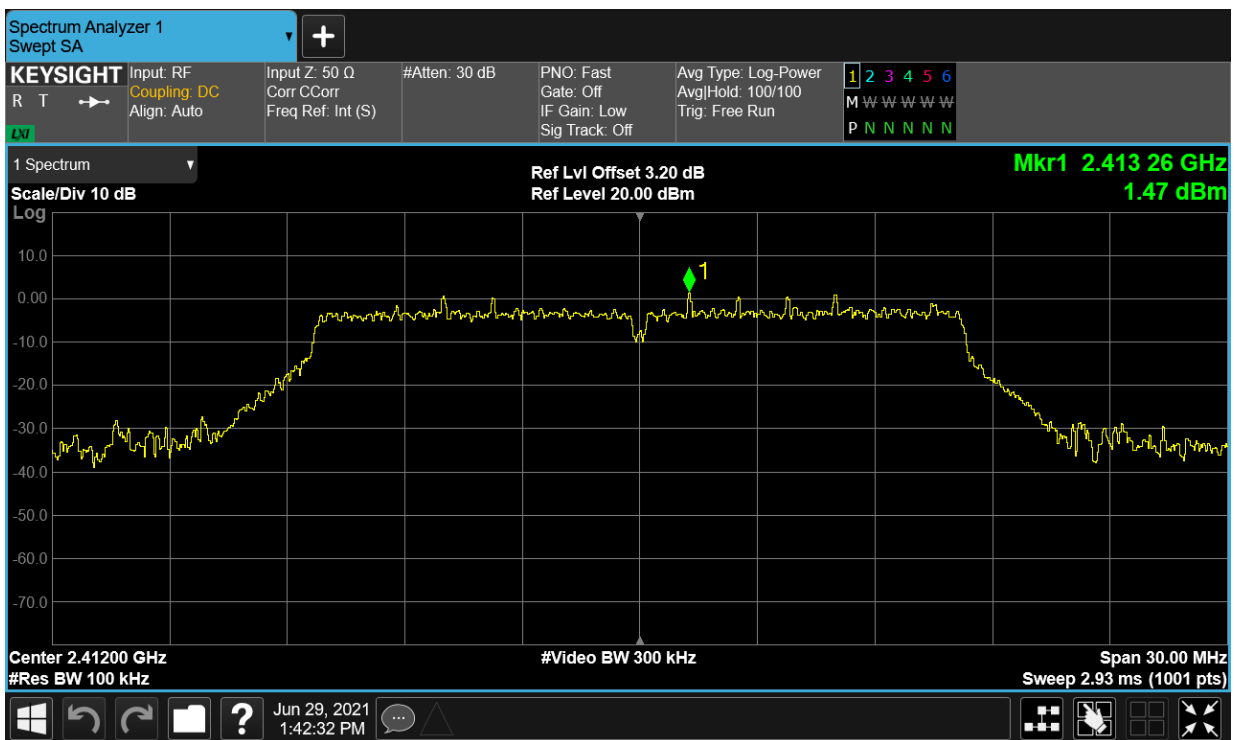 Spectrum Analyzer 1
Swept SA
▼
+
KEYSIGHT
R T
LXI
Input: RF
Coupling: DC
Align: Auto
Input Z: 50 Ω
Corr CCorr
Freq Ref: Int (S)
#Atten: 30 dB
PNO: Fast
Gate: Off
IF Gain: Low
Sig Track: Off
Avg Type: Log-Power
Avg|Hold: 100/100
Trig: Free Run
1 2 3 4 5 6
M W W W W W
P N N N N N
1 Spectrum ▼
Scale/Div 10 dB
Log
Ref Lvl Offset 3.20 dB
Ref Level 20.00 dBm
Mkr1 2.413 26 GHz
1.47 dBm
1
10.0
0.00
-10.0
-20.0
-30.0
-40.0
-50.0
-60.0
-70.0
Center 2.41200 GHz
#Res BW 100 kHz
#Video BW 300 kHz
Span 30.00 MHz
Sweep 2.93 ms (1001 pts)
?
Jun 29, 2021
1:42:32 PM